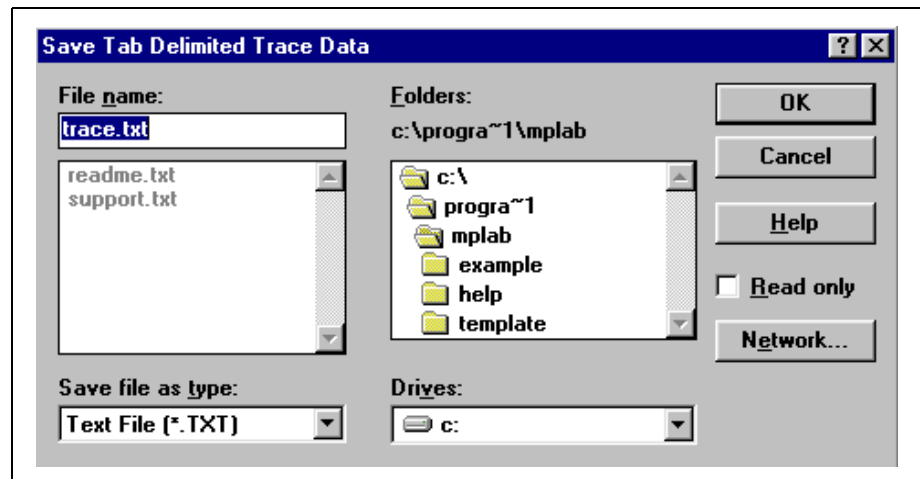 Save Tab Delimited Trace Data
File name:
trace.txt
readme.txt
support.txt
Save file as type:
Text File (*.TXT)
Folders:
c:\progra~1\mplab
c:\
progra~1
mplab
example
help
template
Drives:
c:
OK
Cancel
Help
Read only
Network...